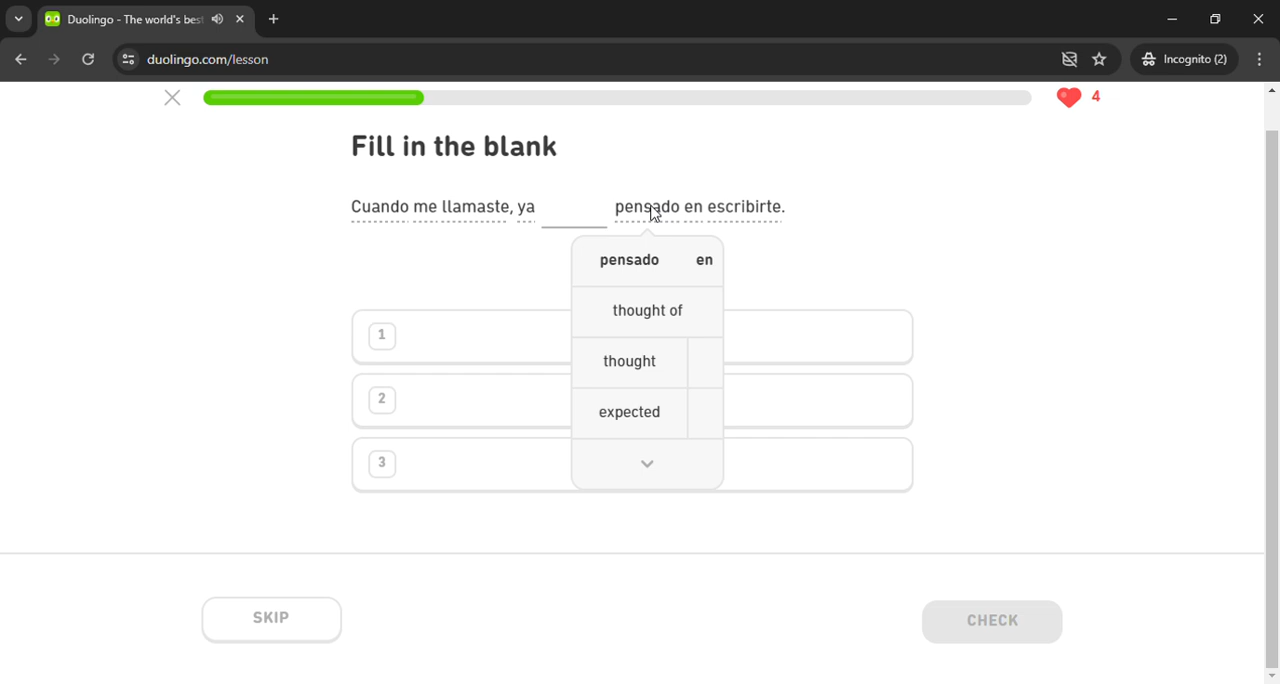 Duolingo - The world's best
duolingo.com/lesson
Incognito (2)
4
Fill in the blank
Cuando me llamaste, ya ______ pensado en escribirte.
pensado en
thought of
thought
expected
1
2
3
SKIP
CHECK